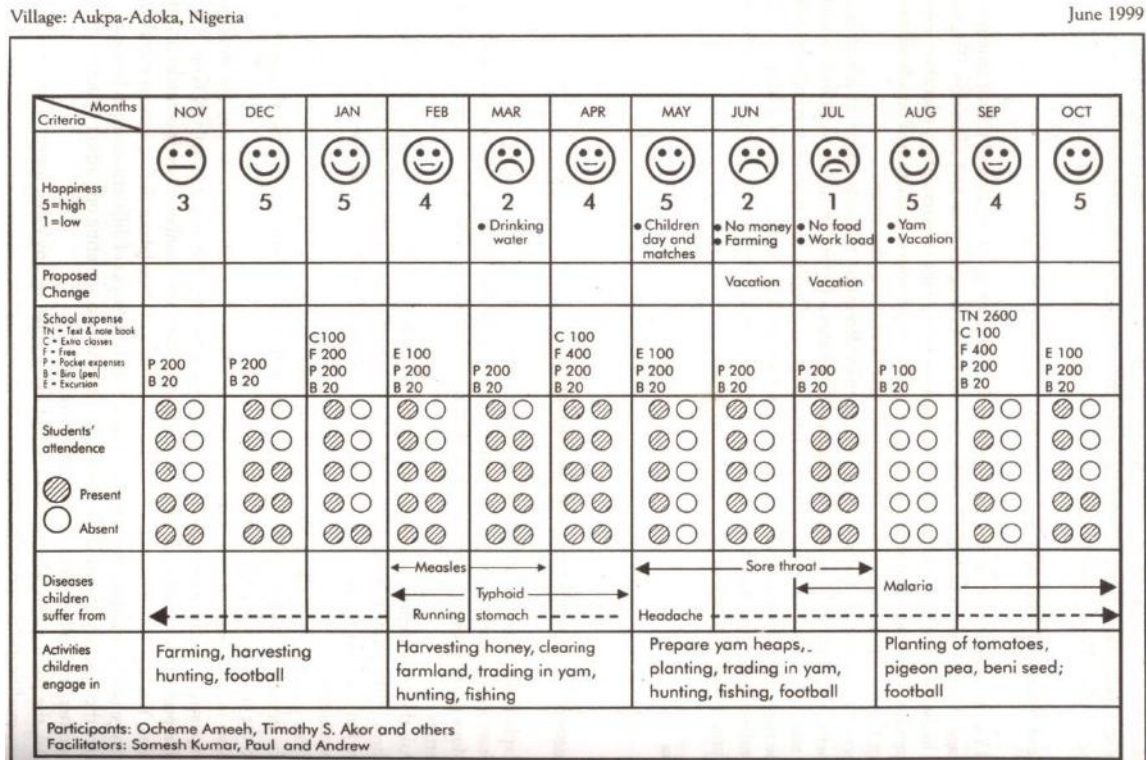 Village: Aukpa-Adoka, Nigeria
June 1999
Months
Criteria
NOV
DEC
JAN
FEB
MAR
APR
MAY
JUN
JUL
AUG
SEP
OCT
Happiness
5=high
1=low
3
5
5
4
2
• Drinking
water
4
5
• Children
day and
matches
2
• No money
• Farming
1
• No food
• Work load
5
• Yam
• Vacation
4
5
Proposed
Change
Vacation
Vacation
School expense
TN = Text & note book
C = Extra classes
F = Free
P = Pocket expenses
B = Biro (pen)
E = Excursion
P 200
B 20
P 200
B 20
C100
F 200
P 200
B 20
E 100
P 200
B 20
P 200
B 20
C 100
F 400
P 200
B 20
E 100
P 200
B 20
P 200
B 20
P 200
B 20
P 100
B 20
TN 2600
C 100
F 400
P 200
B 20
E 100
P 200
B 20
Students'
attendence
Present
Absent
Diseases
children
suffer from
Measles
Typhoid
Running stomach
Sore throat
Headache
Malaria
Activities
children
engage in
Farming, harvesting
hunting, football
Harvesting honey, clearing
farmland, trading in yam,
hunting, fishing
Prepare yam heaps,
planting, trading in yam,
hunting, fishing, football
Planting of tomatoes,
pigeon pea, beni seed;
football
Participants: Ocheme Ameeh, Timothy S. Akor and others
Facilitators: Somesh Kumar, Paul and Andrew